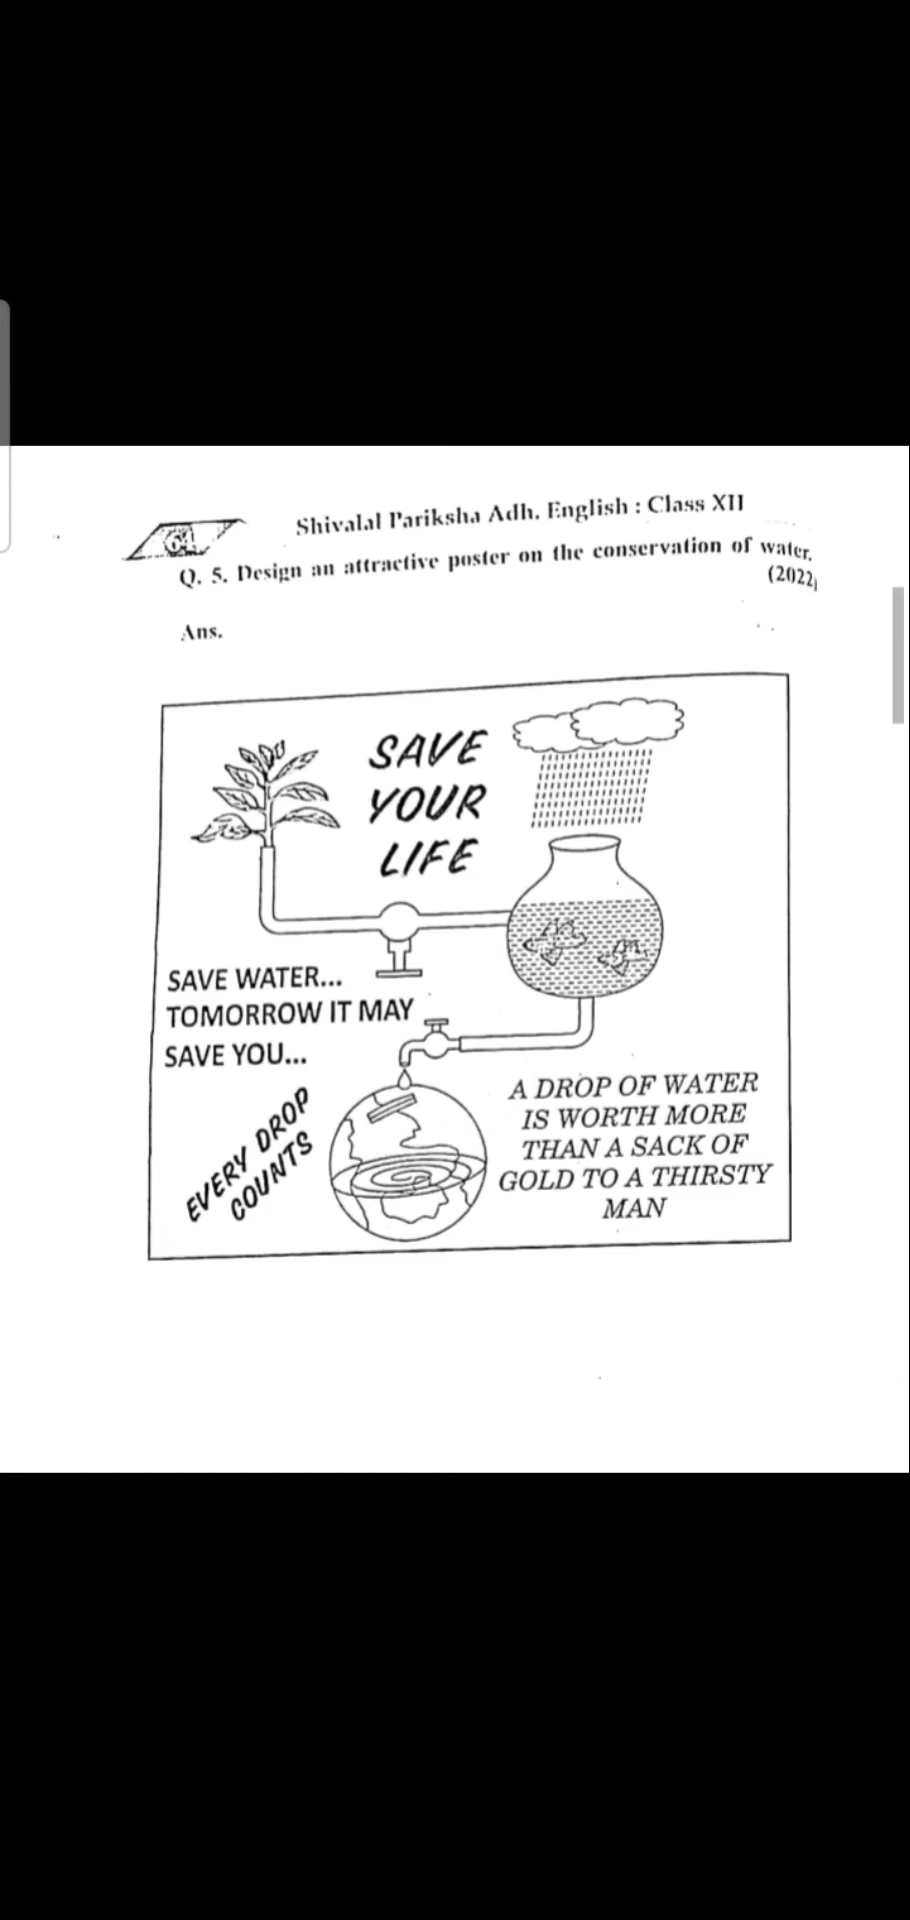 64
Shivalal Pariksha Adh. English : Class XII
Q. 5. Design an attractive poster on the conservation of water.
(2022)
Ans.
SAVE
YOUR
LIFE
SAVE WATER...
TOMORROW IT MAY
SAVE YOU...
EVERY DROP
COUNTS
A DROP OF WATER
IS WORTH MORE
THAN A SACK OF
GOLD TO A THIRSTY
MAN